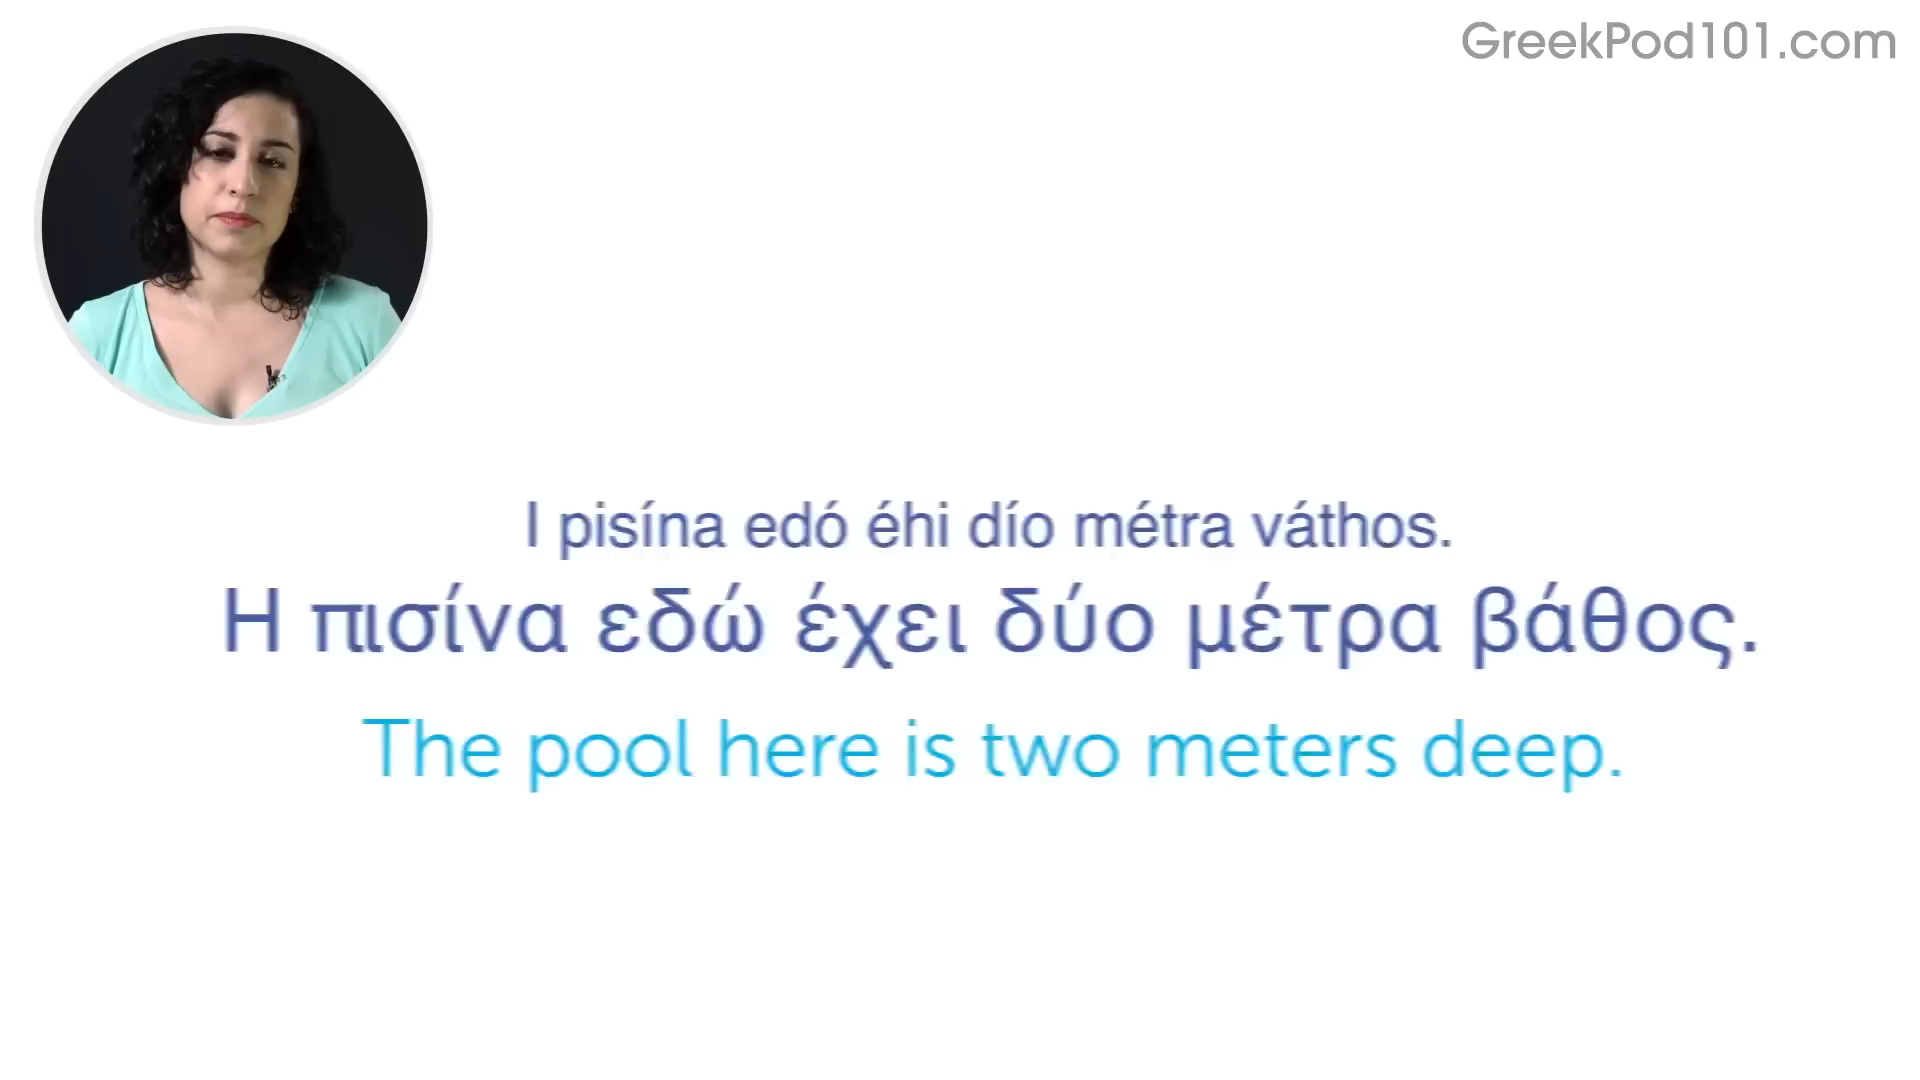 GreekPod101.com
I pisína edó éhi dío métra váthos.
Η πισίνα εδώ έχει δύο μέτρα βάθος.
The pool here is two meters deep.